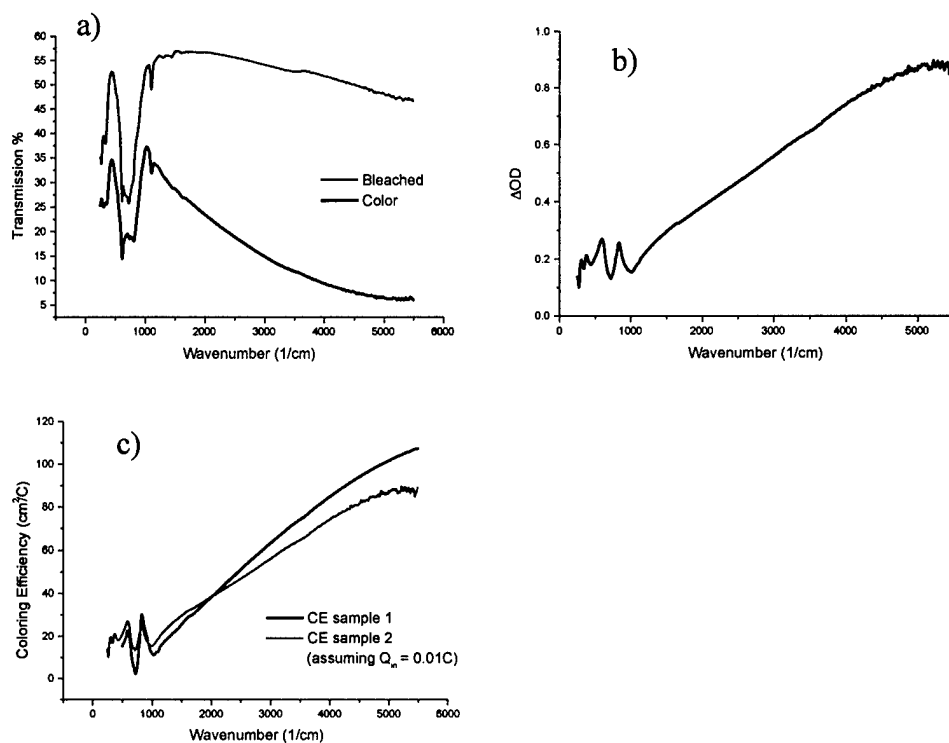 a)
60
55
50
45
40
35
30
25
20
15
10
5
Transmission %
Bleached
Color
0 1000 2000 3000 4000 5000 6000
Wavenumber (1/cm)
b)
1.0
0.8
0.6
0.4
0.2
0.0
ΔOD
0 1000 2000 3000 4000 5000
Wavenumber (1/cm)
c)
120
100
80
60
40
20
0
Coloring Efficiency (cm²/C)
CE sample 1
CE sample 2
(assuming Qin = 0.01C)
0 1000 2000 3000 4000 5000 6000
Wavenumber (1/cm)